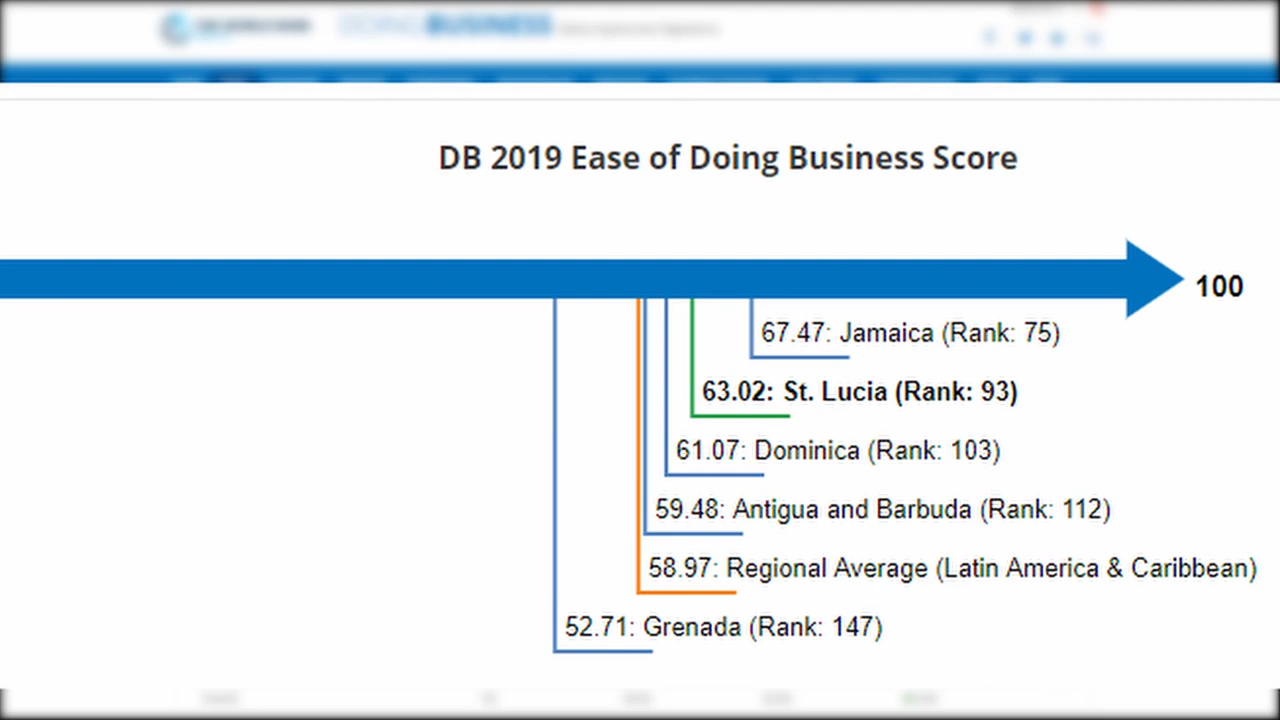 DOING BUSINESS
DB 2019 Ease of Doing Business Score
100
67.47: Jamaica (Rank: 75)
63.02: St. Lucia (Rank: 93)
61.07: Dominica (Rank: 103)
59.48: Antigua and Barbuda (Rank: 112)
58.97: Regional Average (Latin America & Caribbean)
52.71: Grenada (Rank: 147)